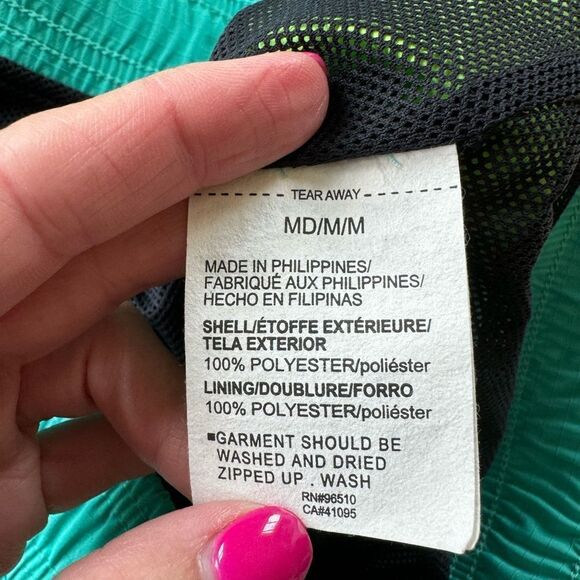 TEAR AWAY
MD/M/M
MADE IN PHILIPPINES/
FABRIQUÉ AUX PHILIPPINES/
HECHO EN FILIPINAS
SHELL/ÉTOFFE EXTÉRIEURE/
TELA EXTERIOR
100% POLYESTER/poliéster
LINING/DOUBLURE/FORRO
100% POLYESTER/poliéster
■GARMENT SHOULD BE
WASHED AND DRIED
ZIPPED UP . WASH
RN#96510
CA#41095